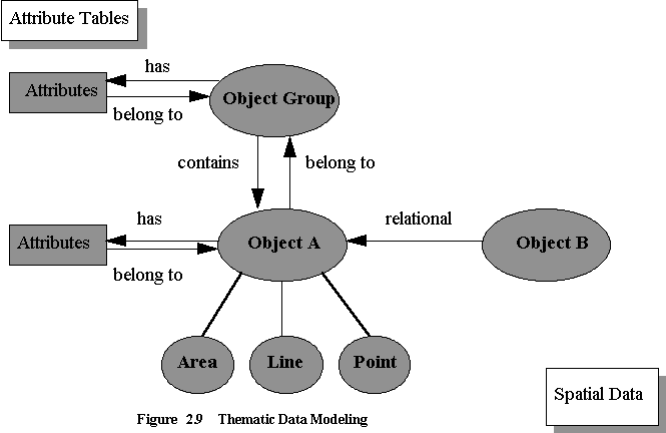 Attribute Tables
has
Attributes
Object Group
belong to
contains
belong to
has
relational
Attributes
Object A
Object B
belong to
Area
Line
Point
Spatial Data
Figure 2.9 Thematic Data Modeling